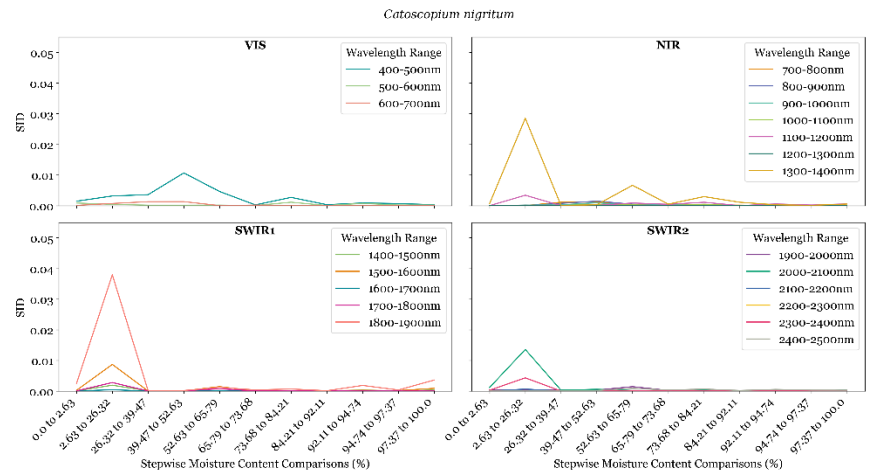 Catoscopium nigritum
VIS
NIR
0.05
0.04
0.03
0.02
0.01
0.00
SID
Wavelength Range
400-500nm
500-600nm
600-700nm
Wavelength Range
700-800nm
800-900nm
900-1000nm
1000-1100nm
1100-1200nm
1200-1300nm
1300-1400nm
SWIR1
SWIR2
0.05
0.04
0.03
0.02
0.01
0.00
SID
Wavelength Range
1400-1500nm
1500-1600nm
1600-1700nm
1700-1800nm
1800-1900nm
Wavelength Range
1900-2000nm
2000-2100nm
2100-2200nm
2200-2300nm
2300-2400nm
2400-2500nm
0.0 to 2.63
2.63 to 26.32
26.32 to 39.47
39.47 to 52.63
52.63 to 65.79
65.79 to 73.68
73.68 to 84.21
84.21 to 92.11
92.11 to 94.74
94.74 to 97.37
97.37 to 100.0
0.0 to 2.63
2.63 to 26.32
26.32 to 39.47
39.47 to 52.63
52.63 to 65.79
65.79 to 73.68
73.68 to 84.21
84.21 to 92.11
92.11 to 94.74
94.74 to 97.37
97.37 to 100.0
Stepwise Moisture Content Comparisons (%)
Stepwise Moisture Content Comparisons (%)